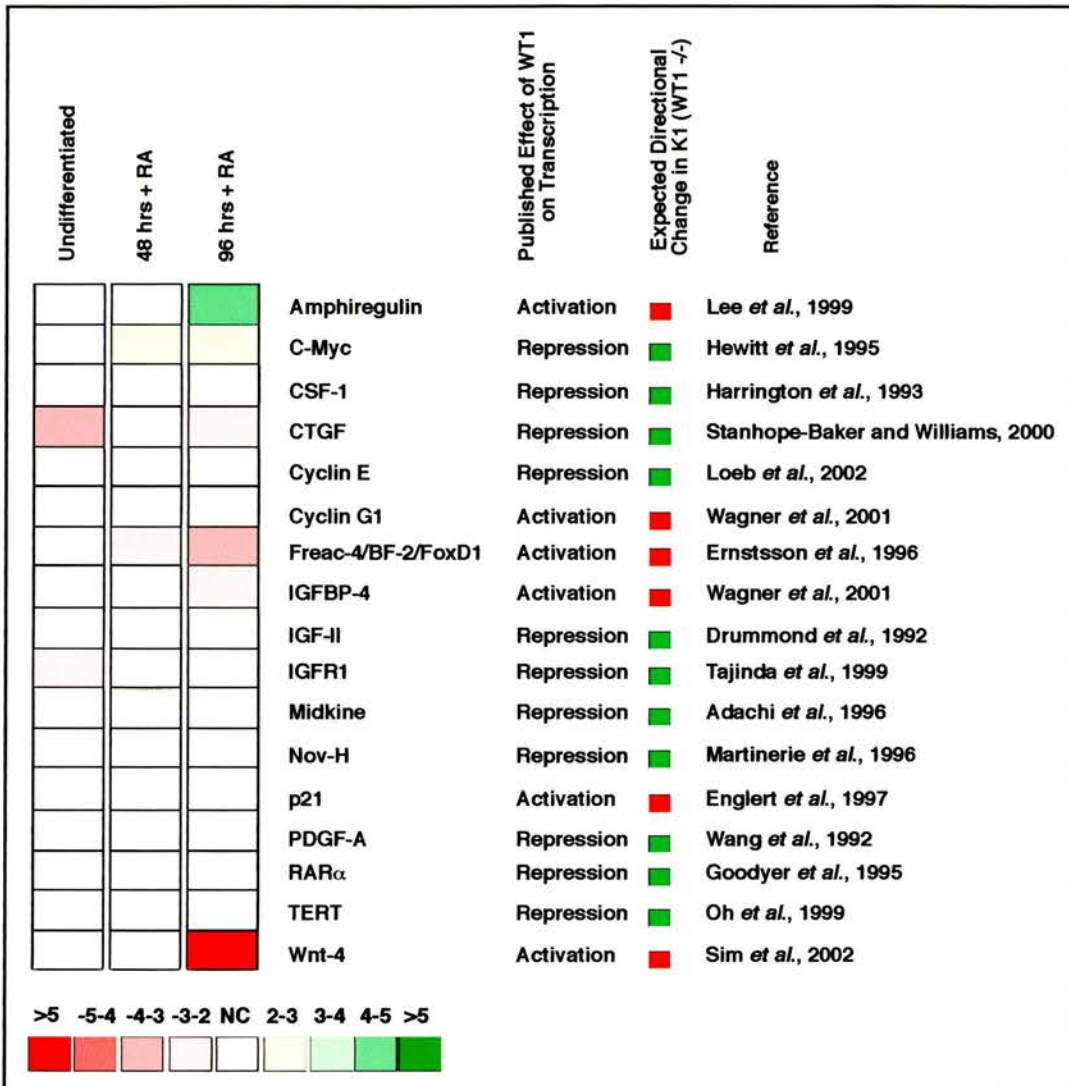 Undifferentiated
48 hrs + RA
96 hrs + RA
Published Effect of WT1
on Transcription
Expected Directional
Change in K1 (WT1 -/-)
Reference
Amphiregulin Activation Lee et al., 1999
C-Myc Repression Hewitt et al., 1995
CSF-1 Repression Harrington et al., 1993
CTGF Repression Stanhope-Baker and Williams, 2000
Cyclin E Repression Loeb et al., 2002
Cyclin G1 Activation Wagner et al., 2001
Freac-4/BF-2/FoxD1 Activation Ernstsson et al., 1996
IGFBP-4 Activation Wagner et al., 2001
IGF-II Repression Drummond et al., 1992
IGFR1 Repression Tajinda et al., 1999
Midkine Repression Adachi et al., 1996
Nov-H Repression Martinerie et al., 1996
p21 Activation Englert et al., 1997
PDGF-A Repression Wang et al., 1992
RARα Repression Goodyer et al., 1995
TERT Repression Oh et al., 1999
Wnt-4 Activation Sim et al., 2002
>5 -5-4 -4-3 -3-2 NC 2-3 3-4 4-5 >5